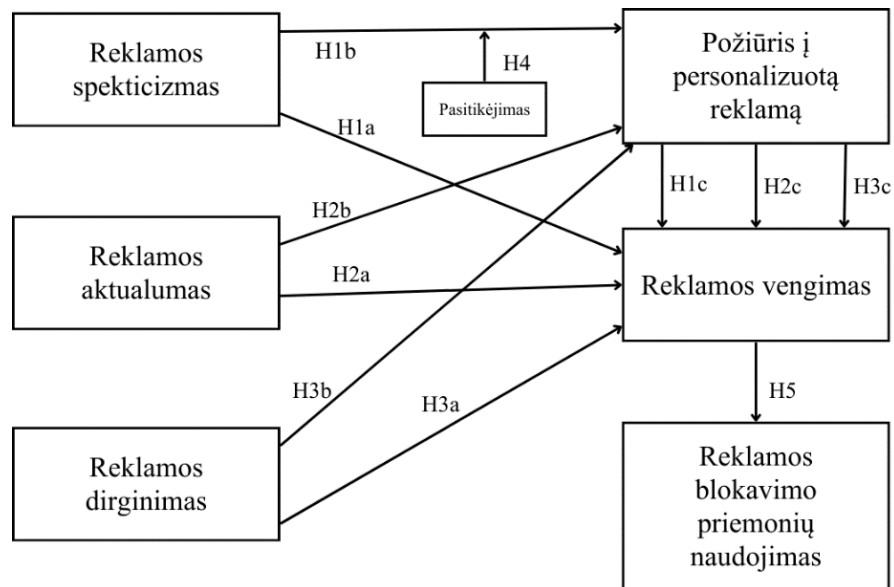 Reklamos
spekticizmas
H1b
H4
Pasitikėjimas
Požiūris į
personalizuotą
reklamą
H1a
H1c
H2c
H3c
H2b
Reklamos
aktualumas
H2a
Reklamos vengimas
H3b
H3a
H5
Reklamos
dirginimas
Reklamos
blokavimo
priemonių
naudojimas